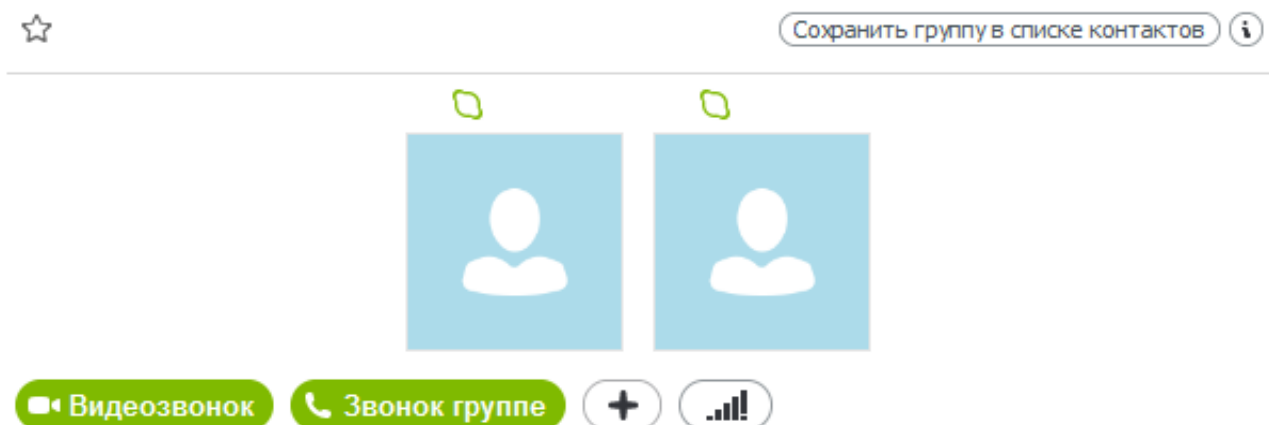 Сохранить группу в списке контактов
Видеозвонок
Звонок группе